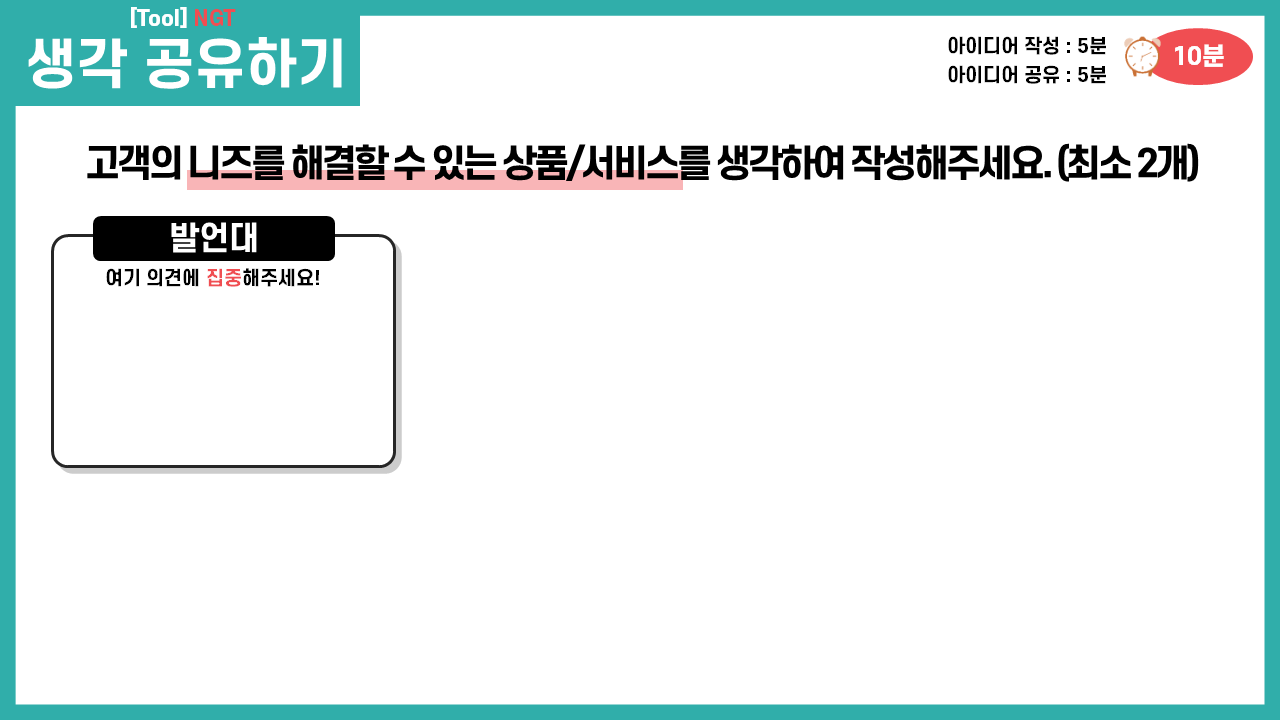 [Tool] NGT
생각 공유하기
아이디어 작성 : 5분
아이디어 공유 : 5분
10분
고객의 니즈를 해결할 수 있는 상품/서비스를 생각하여 작성해주세요. (최소 2개)
발언대
여기 의견에 집중해주세요!